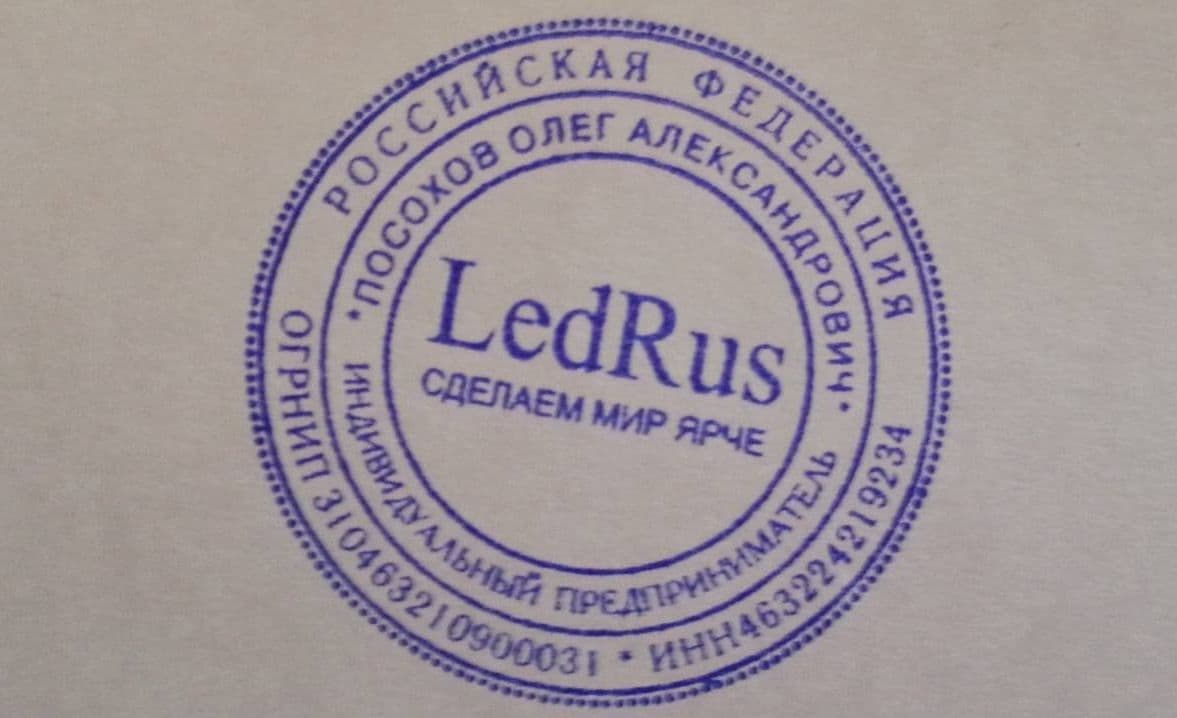 РОССИЙСКАЯ ФЕДЕРАЦИЯ
ОГРНИП 310463210900031 * ИНН463224219234
"ПОСОХОВ ОЛЕГ АЛЕКСАНДРОВИЧ"
ИНДИВИДУАЛЬНЫЙ ПРЕДПРИНИМАТЕЛЬ
LedRus
СДЕЛАЕМ МИР ЯРЧЕ